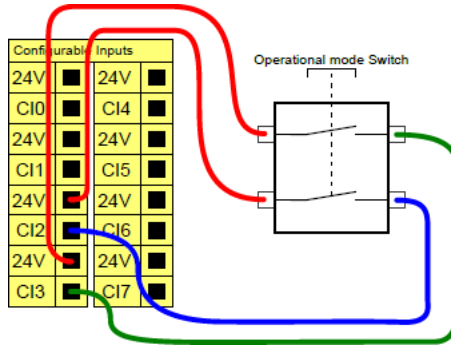 Configurable Inputs
Operational mode Switch
24V 24V
CI0 CI4
24V 24V
CI1 CI5
24V 24V
CI2 CI6
24V 24V
CI3 CI7